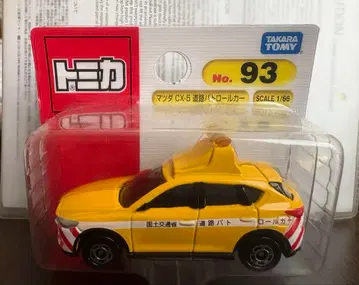 トミカ
TAKARA TOMY
No. 93
マツダ CX-5 道路パトロールカー
SCALE 1/66
国土交通省 道路パト ロールカー